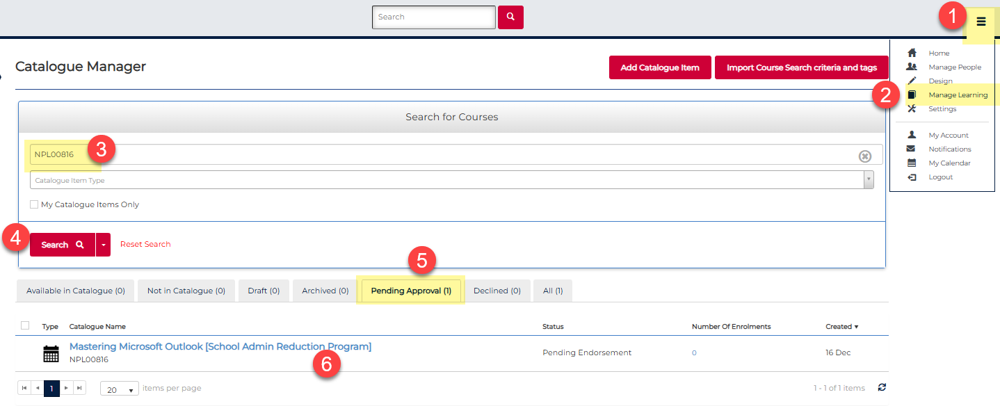 Search
1
Catalogue Manager
Add Catalogue Item
Import Course Search criteria and tags
Home
Manage People
Design
2
Manage Learning
Settings
My Account
Notifications
My Calendar
Logout
Search for Courses
NPL00816
3
Catalogue Item Type
My Catalogue Items Only
4
Search
Reset Search
5
Available in Catalogue (0) Not in Catalogue (0) Draft (0) Archived (0) Pending Approval (1) Declined (0) All (1)
Type Catalogue Name Status Number Of Enrolments Created
Mastering Microsoft Outlook [School Admin Reduction Program]
NPL00816
Pending Endorsement 0 16 Dec
6
1 20 items per page 1 - 1 of 1 items